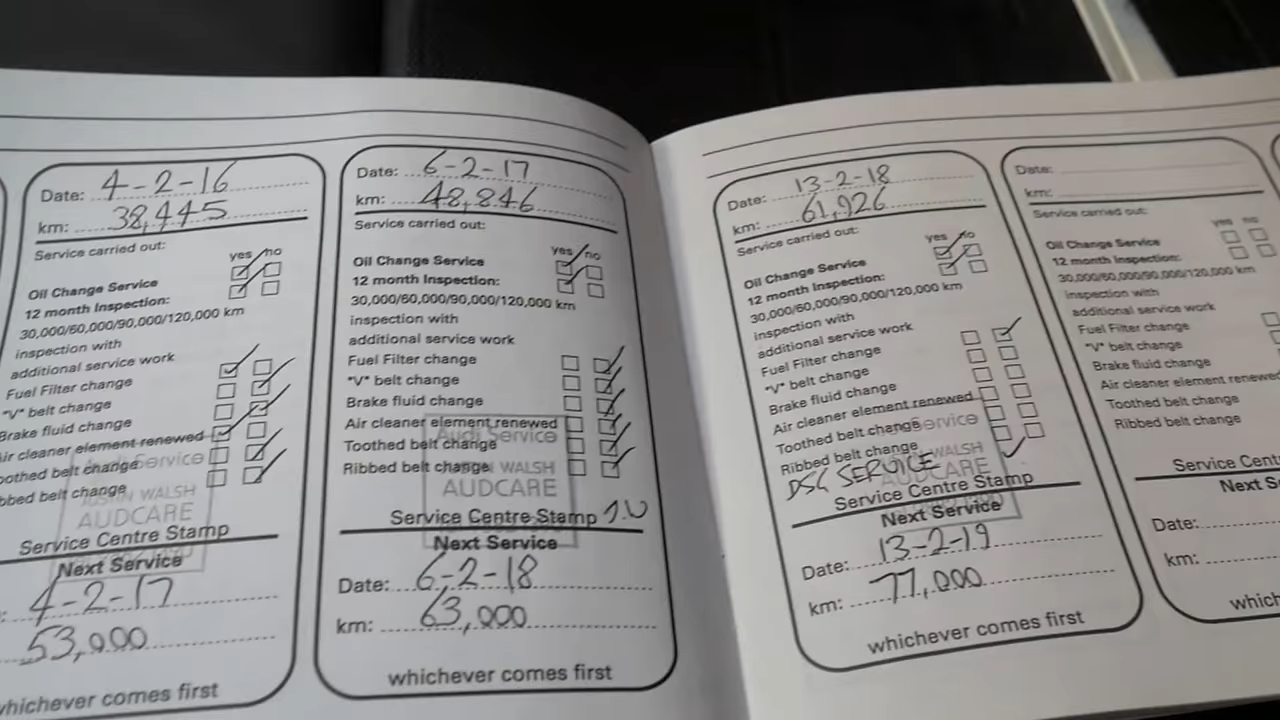 Date: 4-2-16
km: 38,445
Service carried out:
yes no
Oil Change Service
12 month Inspection:
30,000/60,000/90,000/120,000 km
inspection with
additional service work
Fuel Filter change
"V" belt change
Brake fluid change
Air cleaner element renewed
Toothed belt change
Ribbed belt change
Audi Service
JUSTIN WALSH
AUDCARE
Service Centre Stamp
Next Service
4-2-17
53,000
whichever comes first
Date: 6-2-17
km: 48,846
Service carried out:
yes no
Oil Change Service
12 month Inspection:
30,000/60,000/90,000/120,000 km
inspection with
additional service work
Fuel Filter change
"V" belt change
Brake fluid change
Air cleaner element renewed
Audi Service
Toothed belt change
Ribbed belt change
WALSH
AUDCARE
Service Centre Stamp
Next Service
Date: 6-2-18
km: 63,000
whichever comes first
Date: 13-2-18
km: 61,926
Service carried out:
yes no
Oil Change Service
12 month Inspection:
30,000/60,000/90,000/120,000 km
inspection with
additional service work
Fuel Filter change
"V" belt change
Brake fluid change
Air cleaner element renewed
Toothed belt change
Service
Ribbed belt change
WALSH
DSG SERVICE
AUDCARE
Service Centre Stamp
Next Service
Date: 13-2-19
km: 77,000
whichever comes first
Date:
km:
Service carried out:
yes no
Oil Change Service
12 month Inspection:
30,000/60,000/90,000/120,000 km
inspection with
additional service work
Fuel Filter change
"V" belt change
Brake fluid change
Air cleaner element renewed
Toothed belt change
Ribbed belt change
Service Cent
Next S
Date:
km:
which